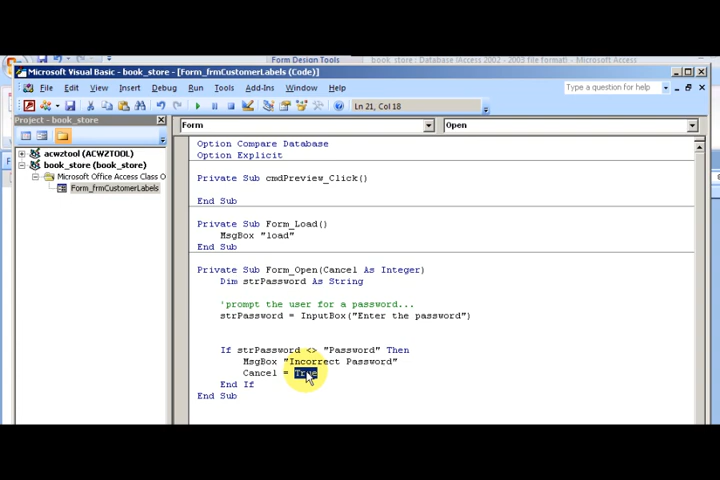 Form Design Tools
book_store : Database (Access 2002 - 2003 file format) - Microsoft Access
Microsoft Visual Basic - book_store - [Form_frmCustomerLabels (Code)]
File Edit View Insert Debug Run Tools Add-Ins Window Help
Type a question for help
Ln 21, Col 18
Project - book_store
Form
Open
acwztool (ACWZTOOL)
book_store (book_store)
Microsoft Office Access Class O
Form_frmCustomerLabels
Option Compare Database
Option Explicit
Private Sub cmdPreview_Click()
End Sub
Private Sub Form_Load()
MsgBox "load"
End Sub
Private Sub Form_Open(Cancel As Integer)
Dim strPassword As String
'prompt the user for a password...
strPassword = InputBox("Enter the password")
If strPassword <> "Password" Then
MsgBox "Incorrect Password"
Cancel = True
End If
End Sub